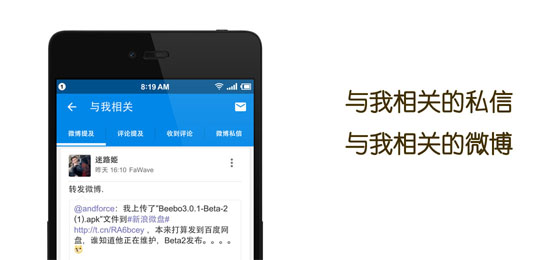 8:19 AM
与我相关
微博提及 评论提及 收到评论 微博私信
迷路姬
昨天 16:10 FaWave
转发微博.
@andforce：我上传了"Beebo3.0.1-Beta-2
(1).apk"文件到#新浪微盘#
http://t.cn/RA6bcey ，本来打算发到百度网
盘，谁知道他正在维护，Beta2发布。。。。
与我相关的私信
与我相关的微博